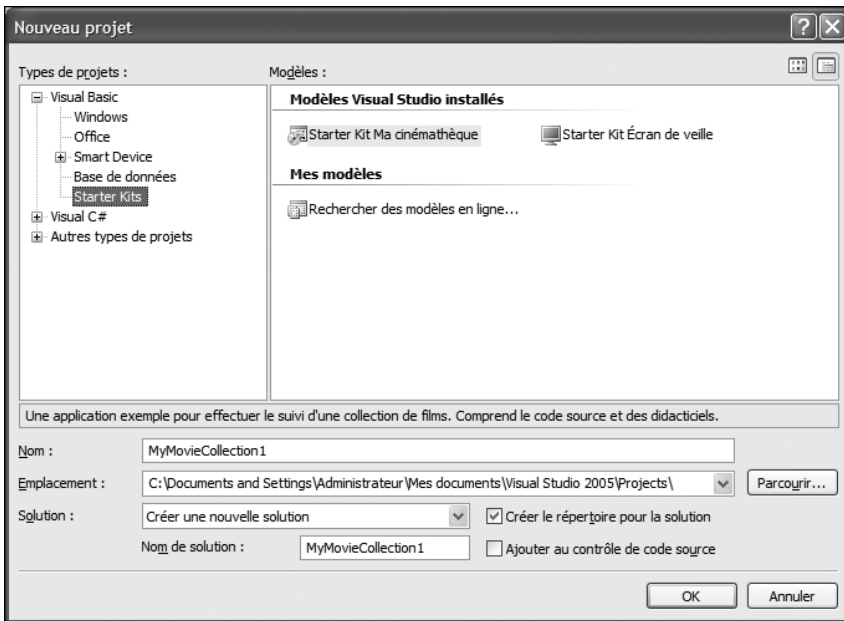 Nouveau projet
Types de projets :
Modèles :
Visual Basic
Windows
Office
Smart Device
Base de données
Starter Kits
Visual C#
Autres types de projets
Modèles Visual Studio installés
Starter Kit Ma cinémathèque
Starter Kit Écran de veille
Mes modèles
Rechercher des modèles en ligne...
Une application exemple pour effectuer le suivi d'une collection de films. Comprend le code source et des didacticiels.
Nom :
MyMovieCollection1
Emplacement :
C:\Documents and Settings\Administrateur\Mes documents\Visual Studio 2005\Projects\
Parcourir...
Solution :
Créer une nouvelle solution
Créer le répertoire pour la solution
Nom de solution :
MyMovieCollection1
Ajouter au contrôle de code source
OK
Annuler